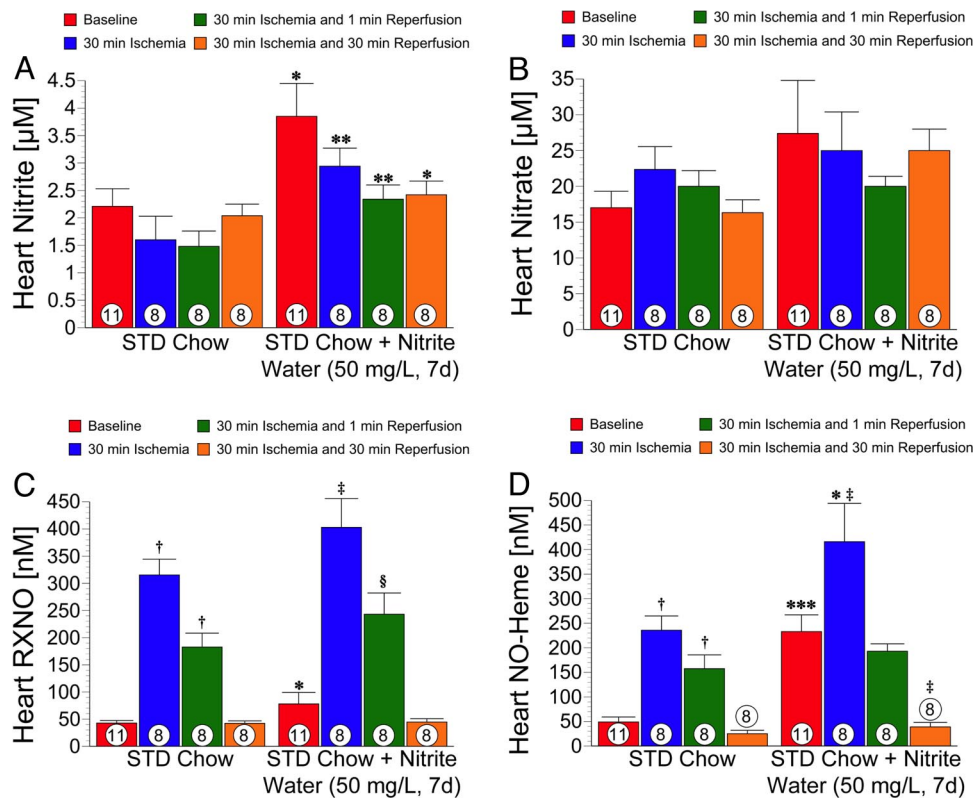 Baseline 30 min Ischemia and 1 min Reperfusion
30 min Ischemia 30 min Ischemia and 30 min Reperfusion
A
Heart Nitrite [µM]
4.5
4
3.5
3
2.5
2
1.5
1
0.5
0
* ** ** *
11 8 8 8 11 8 8 8
STD Chow STD Chow + Nitrite
Water (50 mg/L, 7d)
Baseline 30 min Ischemia and 1 min Reperfusion
30 min Ischemia 30 min Ischemia and 30 min Reperfusion
B
Heart Nitrate [µM]
35
30
25
20
15
10
5
0
11 8 8 8 11 8 8 8
STD Chow STD Chow + Nitrite
Water (50 mg/L, 7d)
Baseline 30 min Ischemia and 1 min Reperfusion
30 min Ischemia 30 min Ischemia and 30 min Reperfusion
C
Heart RXNO [nM]
450
400
350
300
250
200
150
100
50
0
† † * ‡ §
11 8 8 8 11 8 8 8
STD Chow STD Chow + Nitrite
Water (50 mg/L, 7d)
Baseline 30 min Ischemia and 1 min Reperfusion
30 min Ischemia 30 min Ischemia and 30 min Reperfusion
D
Heart NO-Heme [nM]
500
450
400
350
300
250
200
150
100
50
0
† † *** * ‡ ‡
11 8 8 8 11 8 8 8
STD Chow STD Chow + Nitrite
Water (50 mg/L, 7d)